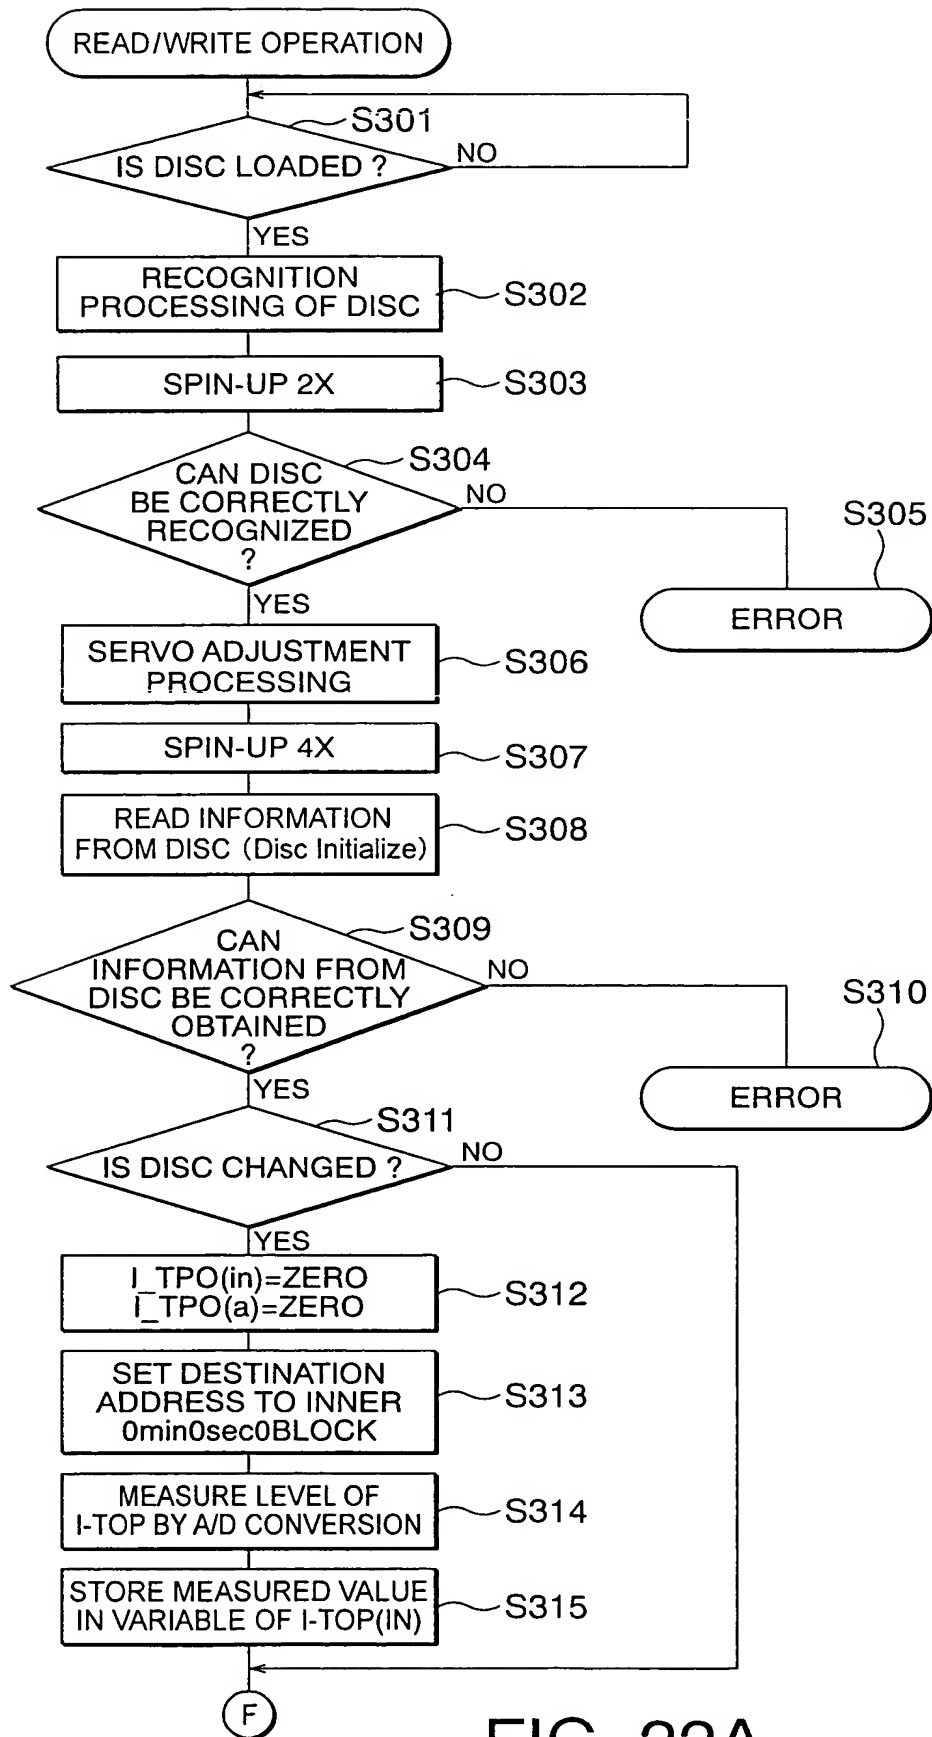 READ/WRITE OPERATION
S301
IS DISC LOADED ?
NO
YES
RECOGNITION
PROCESSING OF DISC
S302
SPIN-UP 2X
S303
S304
CAN DISC
BE CORRECTLY
RECOGNIZED
?
NO
S305
ERROR
YES
SERVO ADJUSTMENT
PROCESSING
S306
SPIN-UP 4X
S307
READ INFORMATION
FROM DISC (Disc Initialize)
S308
S309
CAN
INFORMATION FROM
DISC BE CORRECTLY
OBTAINED
?
NO
S310
ERROR
YES
S311
IS DISC CHANGED ?
NO
YES
I_TPO(in)=ZERO
I_TPO(a)=ZERO
S312
SET DESTINATION
ADDRESS TO INNER
0min0sec0BLOCK
S313
MEASURE LEVEL OF
I-TOP BY A/D CONVERSION
S314
STORE MEASURED VALUE
IN VARIABLE OF I-TOP(IN)
S315
F